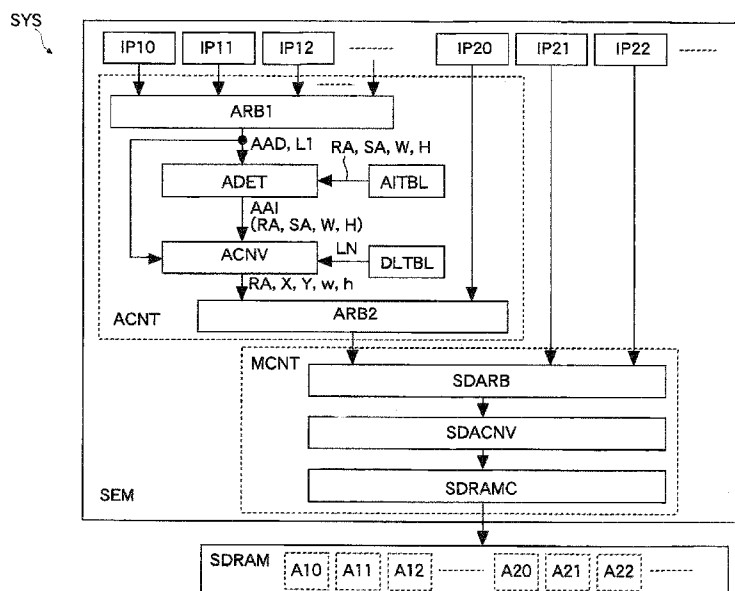 SYS
IP10 IP11 IP12 IP20 IP21 IP22
ARB1
AAD, L1
RA, SA, W, H
ADET
AITBL
AAI
(RA, SA, W, H)
LN
ACNV
DLTBL
RA, X, Y, w, h
ARB2
ACNT
MCNT
SDARB
SDACNV
SDRAMC
SEM
SDRAM
A10 A11 A12 A20 A21 A22